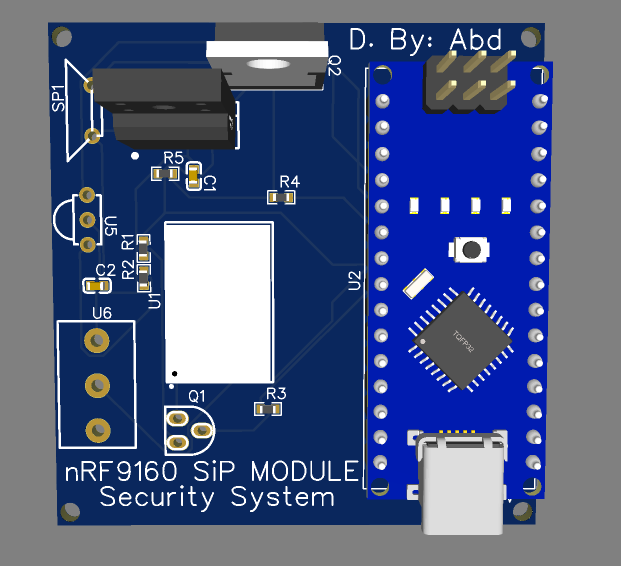 D. By: Abd
Q2
SP1
R5
C1
R4
U5
R1
R2
C2
U1
U2
U6
TQFP32
Q1
R3
nRF9160 SiP MODULE
Security System